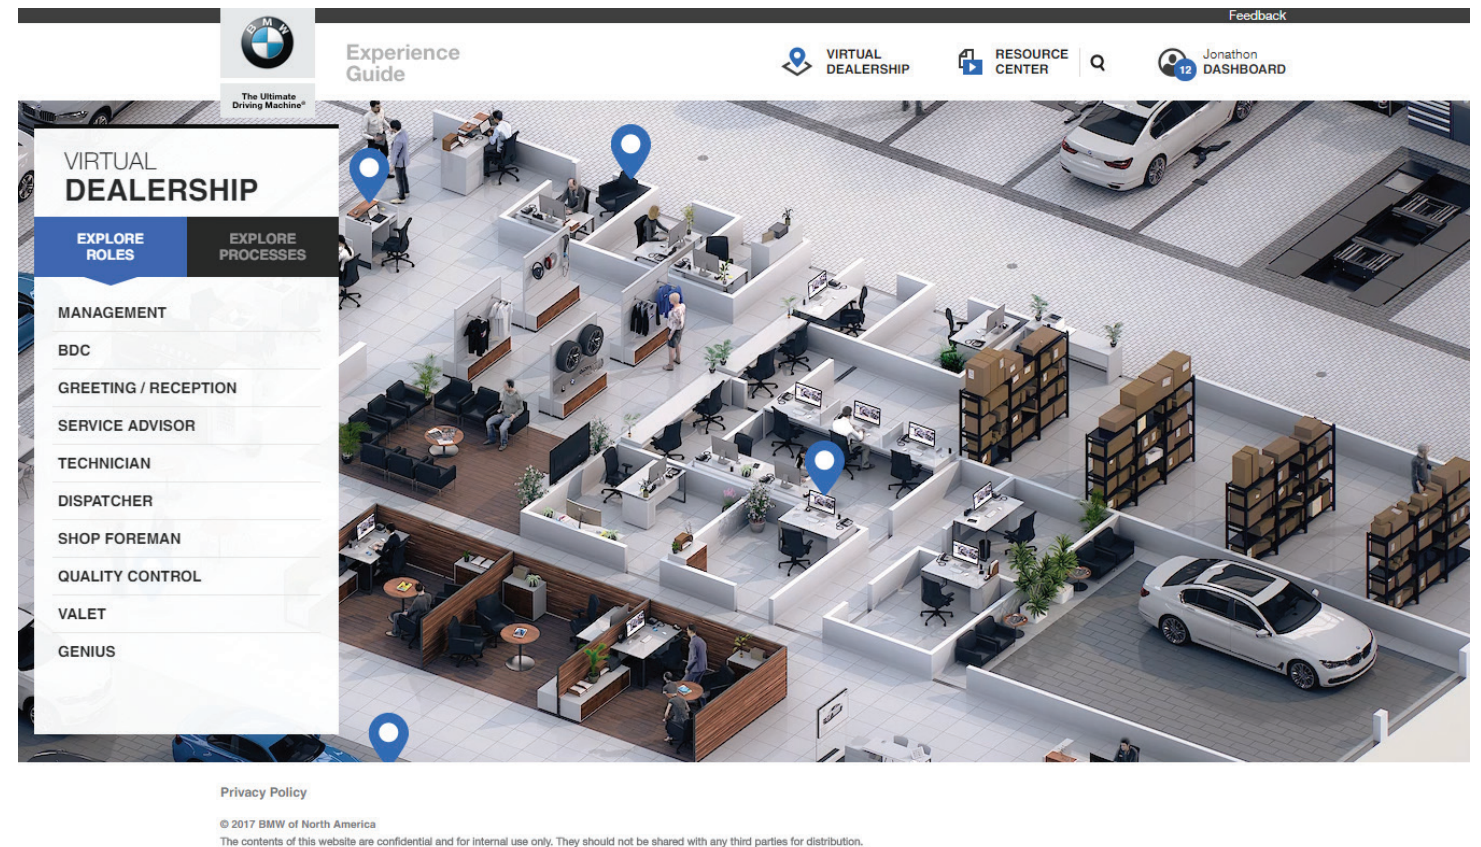 Feedback
BMW
The Ultimate
Driving Machine®
Experience
Guide
VIRTUAL
DEALERSHIP
RESOURCE
CENTER
12
Jonathon
DASHBOARD
VIRTUAL
DEALERSHIP
EXPLORE
ROLES
EXPLORE
PROCESSES
MANAGEMENT
BDC
GREETING / RECEPTION
SERVICE ADVISOR
TECHNICIAN
DISPATCHER
SHOP FOREMAN
QUALITY CONTROL
VALET
GENIUS
Privacy Policy
© 2017 BMW of North America
The contents of this website are confidential and for internal use only. They should not be shared with any third parties for distribution.